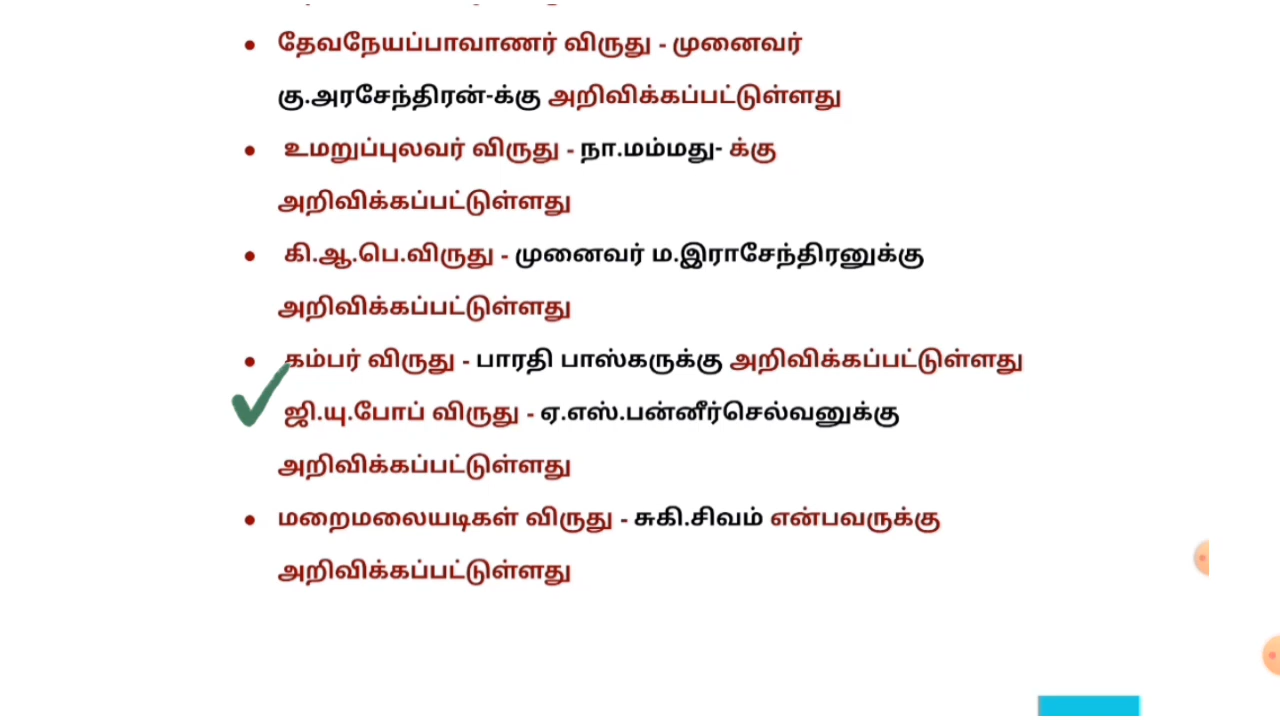 தேவநேயப்பாவாணர் விருது - முனைவர்
கு.அரசேந்திரன்-க்கு அறிவிக்கப்பட்டுள்ளது
உமறுப்புலவர் விருது - நா.மம்மது- க்கு
அறிவிக்கப்பட்டுள்ளது
கி.ஆ.பெ.விருது - முனைவர் ம.இராசேந்திரனுக்கு
அறிவிக்கப்பட்டுள்ளது
கம்பர் விருது - பாரதி பாஸ்கருக்கு அறிவிக்கப்பட்டுள்ளது
ஜி.யு.போப் விருது - ஏ.எஸ்.பன்னீர்செல்வனுக்கு
அறிவிக்கப்பட்டுள்ளது
மறைமலையடிகள் விருது - சுகி.சிவம் என்பவருக்கு
அறிவிக்கப்பட்டுள்ளது